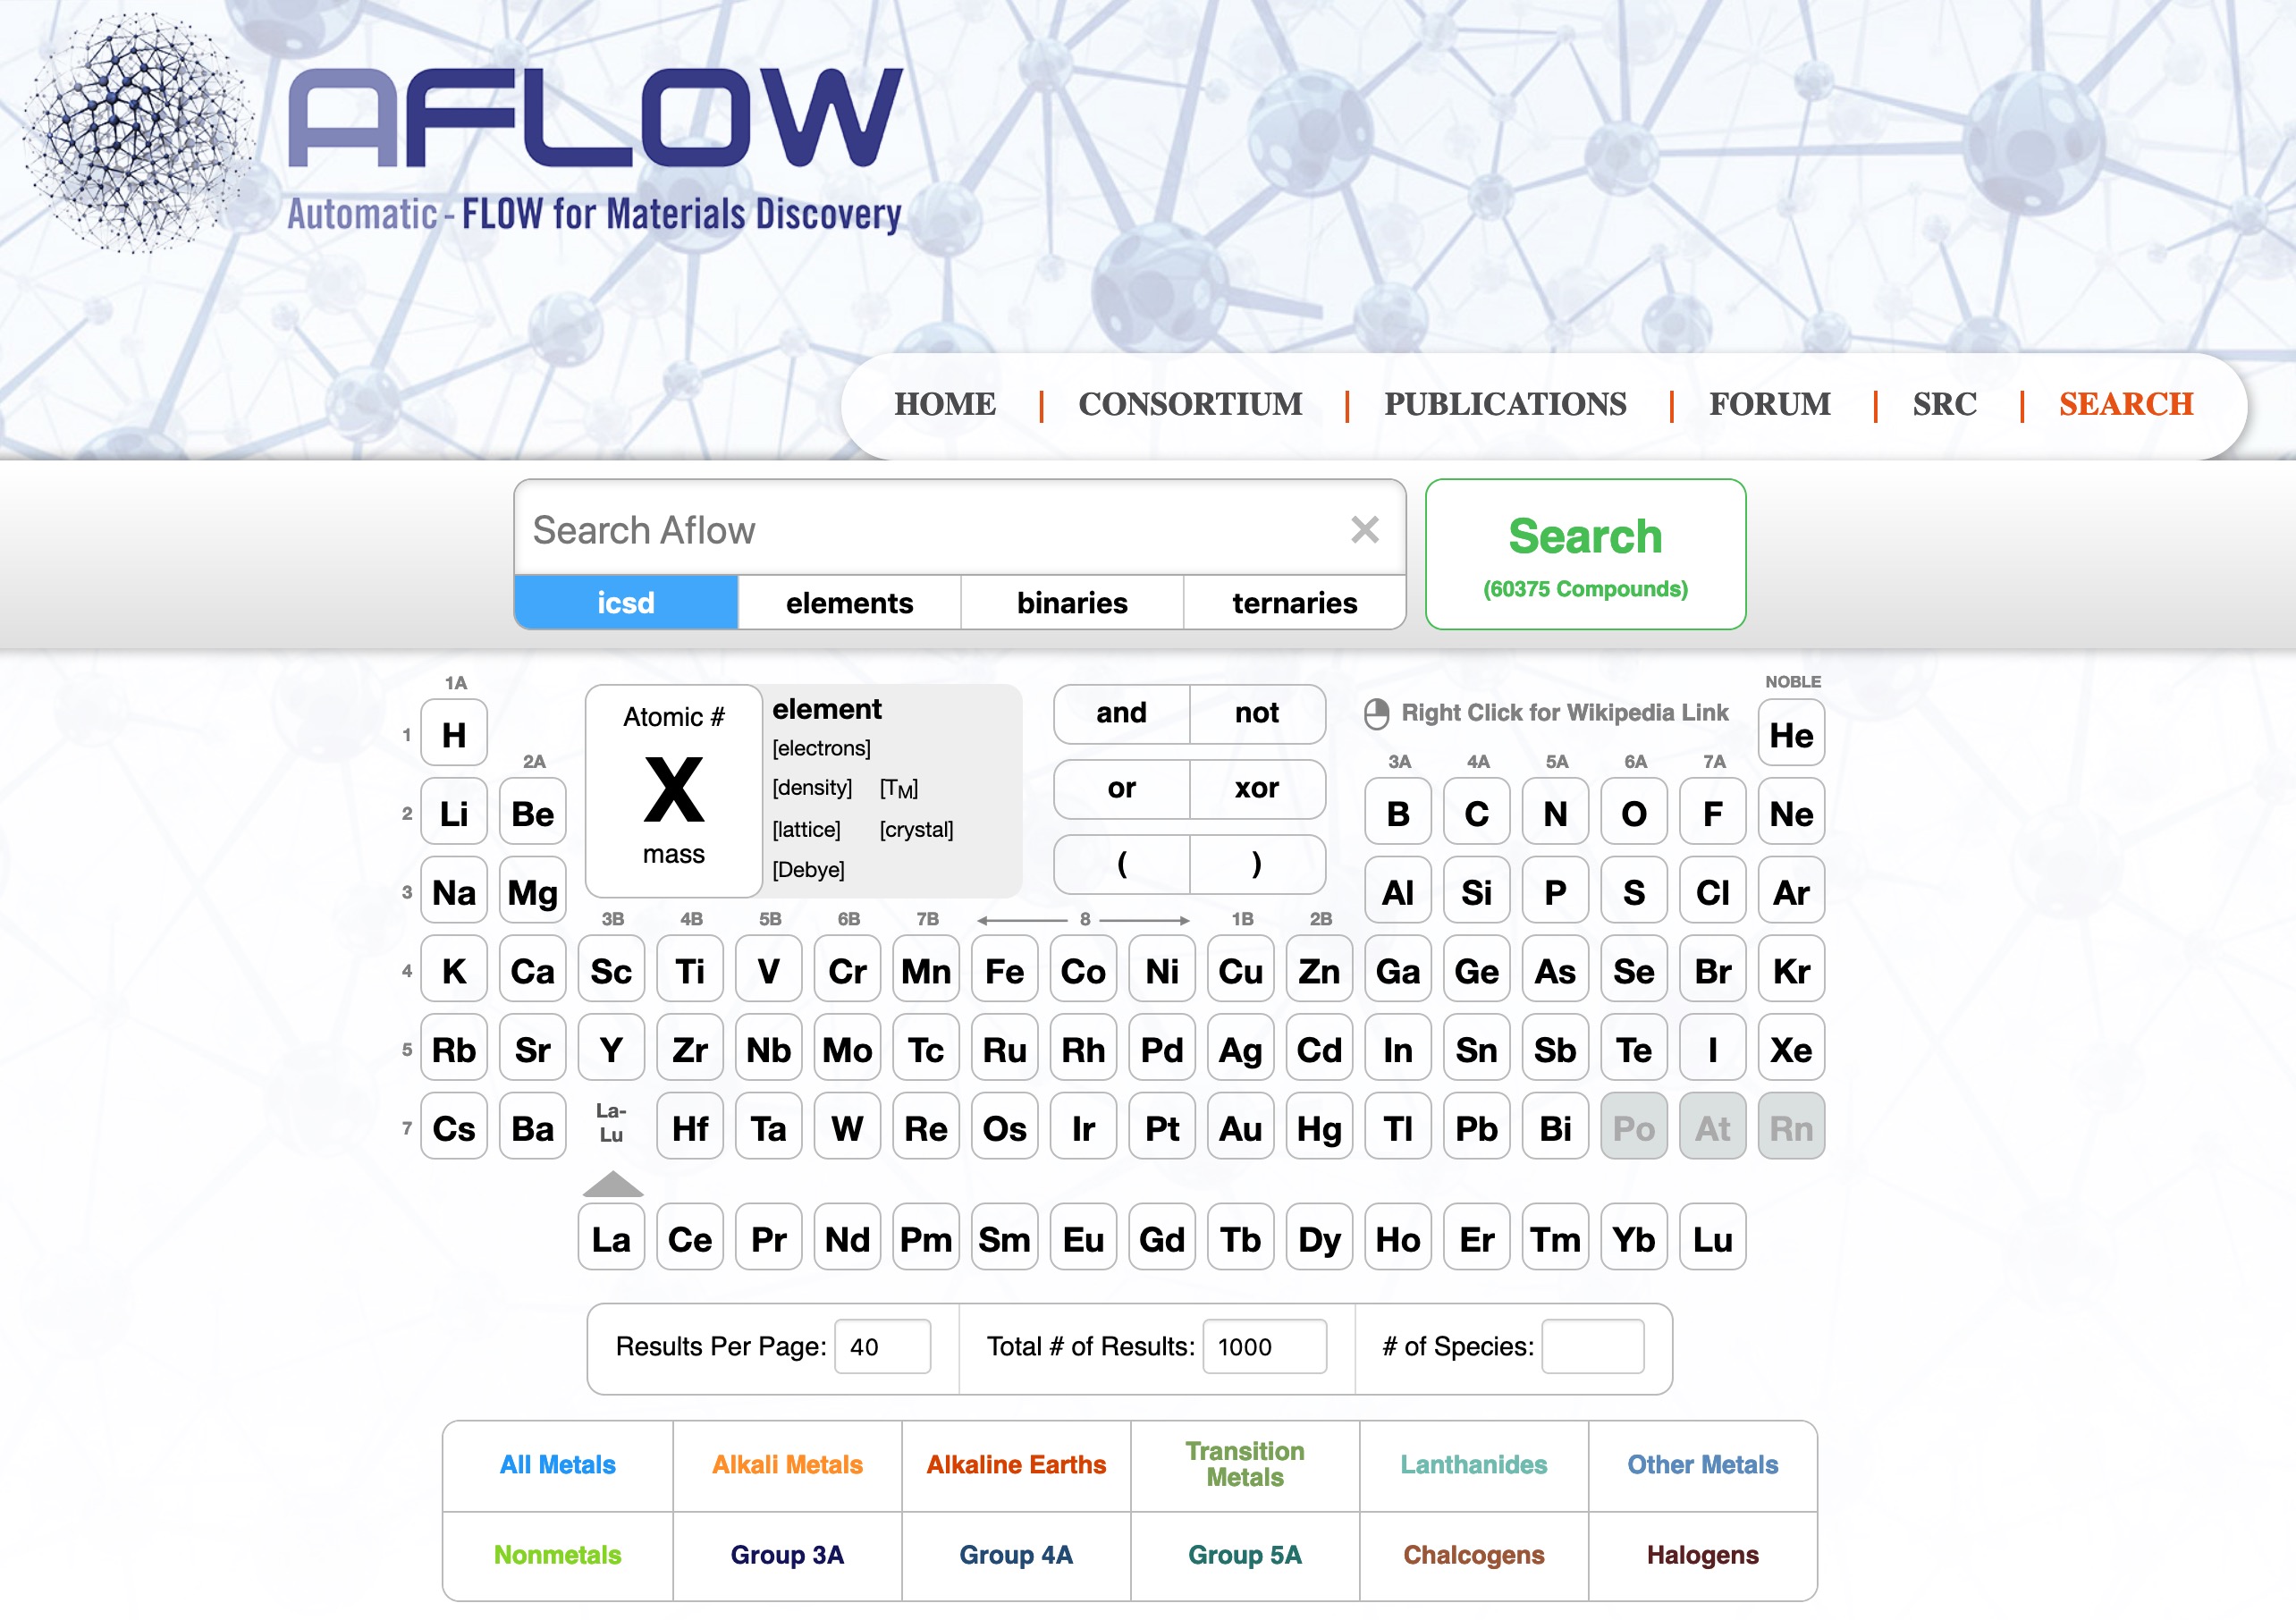 AFLOW
Automatic - FLOW for Materials Discovery
HOME | CONSORTIUM | PUBLICATIONS | FORUM | SRC | SEARCH
Search Aflow ×
Search
(60375 Compounds)
icsd elements binaries ternaries
1A NOBLE
1 H He
Atomic #
X
mass
element
[electrons]
[density] [TM]
[lattice] [crystal]
[Debye]
and not
or xor
( )
Right Click for Wikipedia Link
2A 3A 4A 5A 6A 7A
2 Li Be B C N O F Ne
3 Na Mg Al Si P S Cl Ar
3B 4B 5B 6B 7B 8 1B 2B
4 K Ca Sc Ti V Cr Mn Fe Co Ni Cu Zn Ga Ge As Se Br Kr
5 Rb Sr Y Zr Nb Mo Tc Ru Rh Pd Ag Cd In Sn Sb Te I Xe
7 Cs Ba La-Lu Hf Ta W Re Os Ir Pt Au Hg Tl Pb Bi Po At Rn
La Ce Pr Nd Pm Sm Eu Gd Tb Dy Ho Er Tm Yb Lu
Results Per Page: 40 Total # of Results: 1000 # of Species:
All Metals Alkali Metals Alkaline Earths Transition Metals Lanthanides Other Metals
Nonmetals Group 3A Group 4A Group 5A Chalcogens Halogens